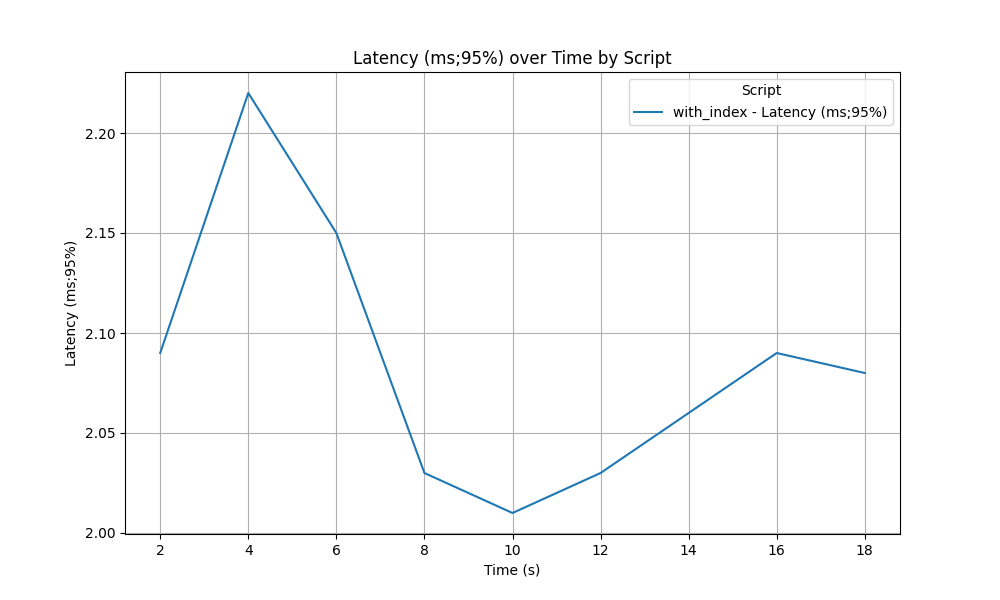 Latency (ms;95%) over Time by Script
Script
with_index - Latency (ms;95%)
Latency (ms;95%)
2.20
2.15
2.10
2.05
2.00
2 4 6 8 10 12 14 16 18
Time (s)